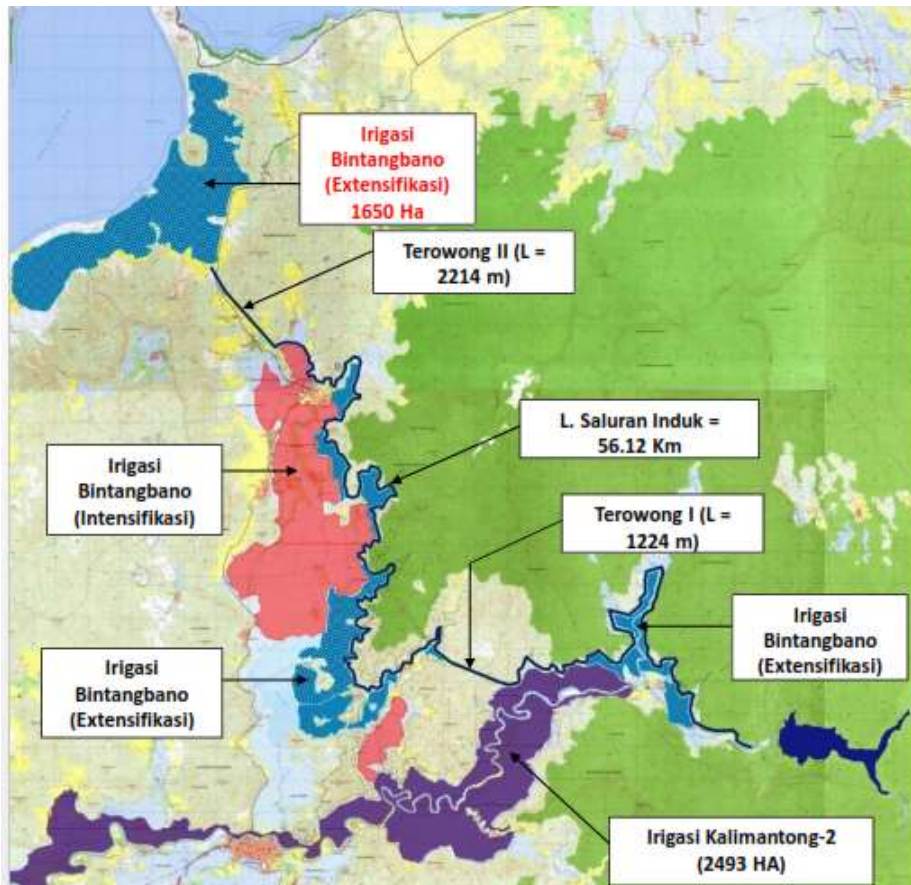 Irigasi
Bintangbano
(Extensifikasi)
1650 Ha
Terowong II (L =
2214 m)
L. Saluran Induk =
56.12 Km
Irigasi
Bintangbano
(Intensifikasi)
Terowong I (L =
1224 m)
Irigasi
Bintangbano
(Extensifikasi)
Irigasi
Bintangbano
(Extensifikasi)
Irigasi Kalimantong-2
(2493 HA)